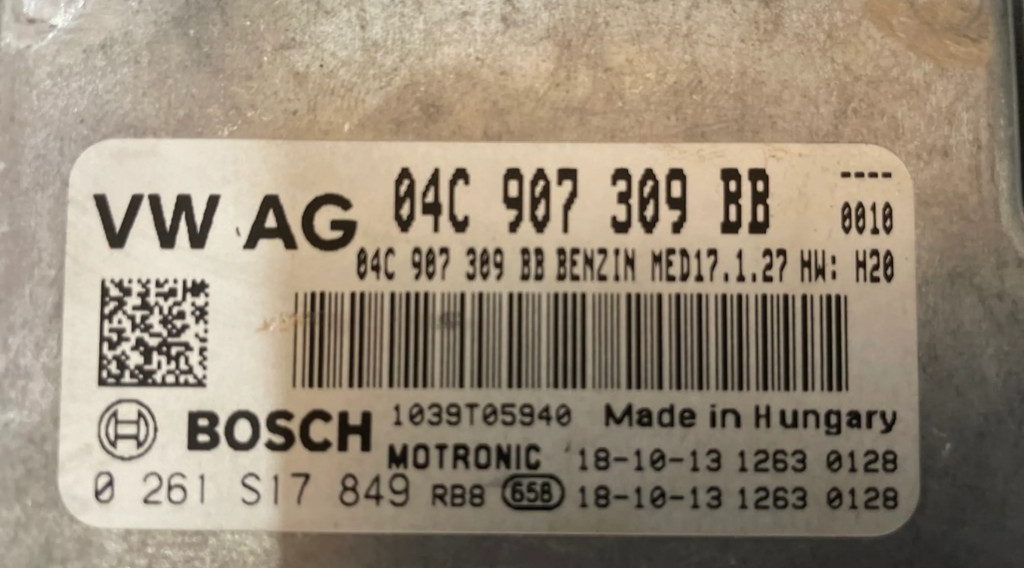 VW AG 04C 907 309 BB ----
0010
04C 907 309 BB BENZIN MED17.1.27 HW: H20
BOSCH 1039T05940 Made in Hungary
MOTRONIC 18-10-13 1263 0128
0 261 S17 849 RB8 658 18-10-13 1263 0128